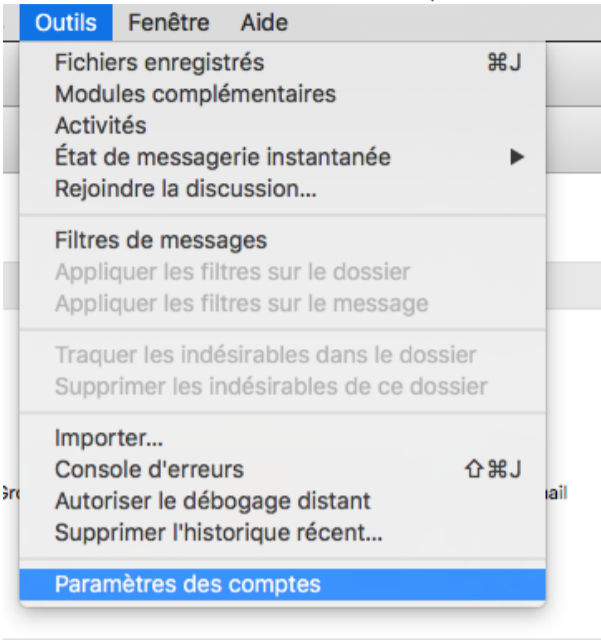 Outils Fenêtre Aide
Fichiers enregistrés ⌘J
Modules complémentaires
Activités
État de messagerie instantanée ▶
Rejoindre la discussion...
Filtres de messages
Appliquer les filtres sur le dossier
Appliquer les filtres sur le message
Traquer les indésirables dans le dossier
Supprimer les indésirables de ce dossier
Importer...
Console d'erreurs ⇧⌘J
Autoriser le débogage distant
Supprimer l'historique récent...
Paramètres des comptes